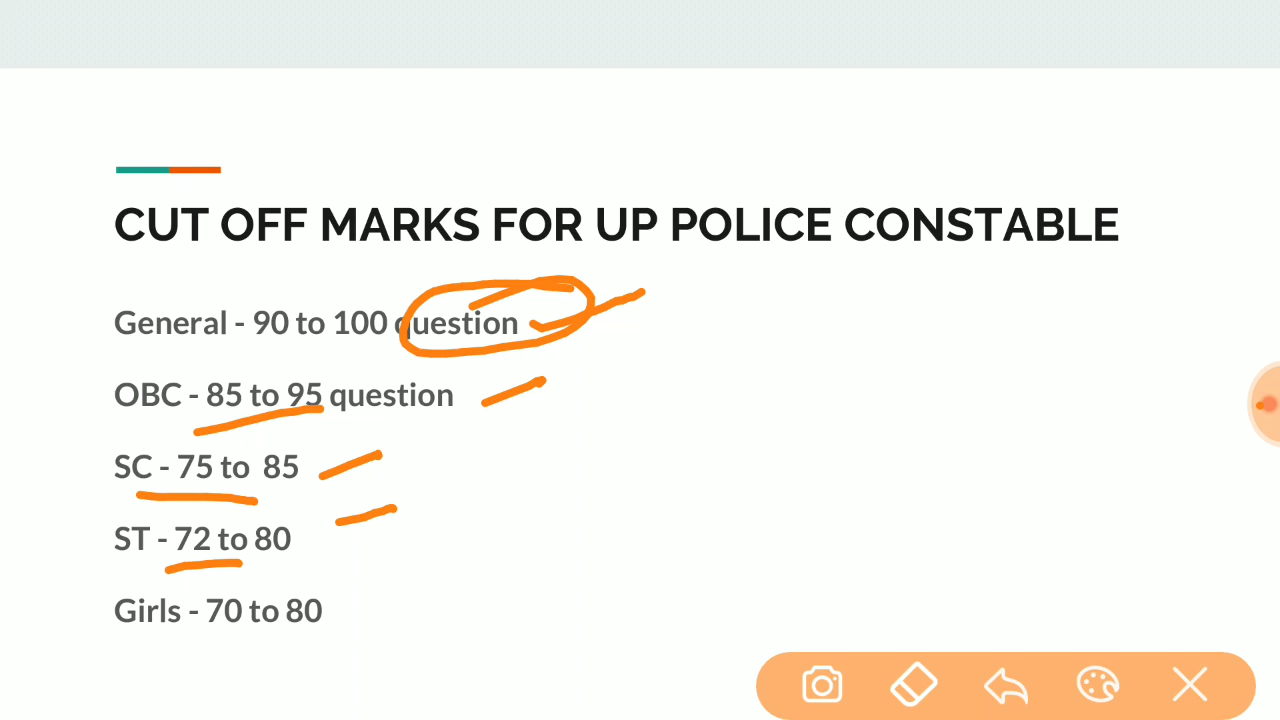 CUT OFF MARKS FOR UP POLICE CONSTABLE
General - 90 to 100 question
OBC - 85 to 95 question
SC - 75 to 85
ST - 72 to 80
Girls - 70 to 80